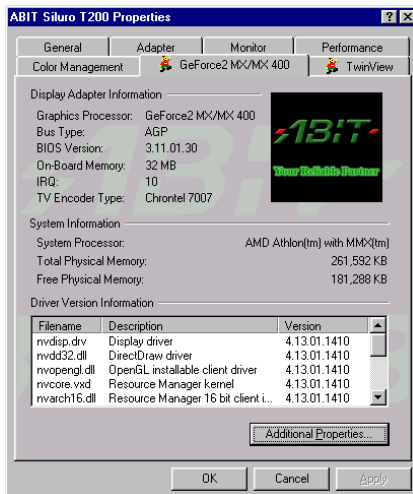 ABIT Siluro T200 Properties
General Adapter Monitor Performance
Color Management GeForce2 MX/MX 400 TwinView
Display Adapter Information
Graphics Processor: GeForce2 MX/MX 400
Bus Type: AGP
BIOS Version: 3.11.01.30
On-Board Memory: 32 MB
IRQ: 10
TV Encoder Type: Chrontel 7007
ABIT
Your Reliable Partner
System Information
System Processor: AMD Athlon(tm) with MMX(tm)
Total Physical Memory: 261,592 KB
Free Physical Memory: 181,288 KB
Driver Version Information
Filename Description Version
nvdisp.drv Display driver 4.13.01.1410
nvdd32.dll DirectDraw driver 4.13.01.1410
nvopengl.dll OpenGL installable client driver 4.13.01.1410
nvcore.vxd Resource Manager kernel 4.13.01.1410
nvarch16.dll Resource Manager 16 bit client i... 4.13.01.1410
Additional Properties...
OK Cancel Apply